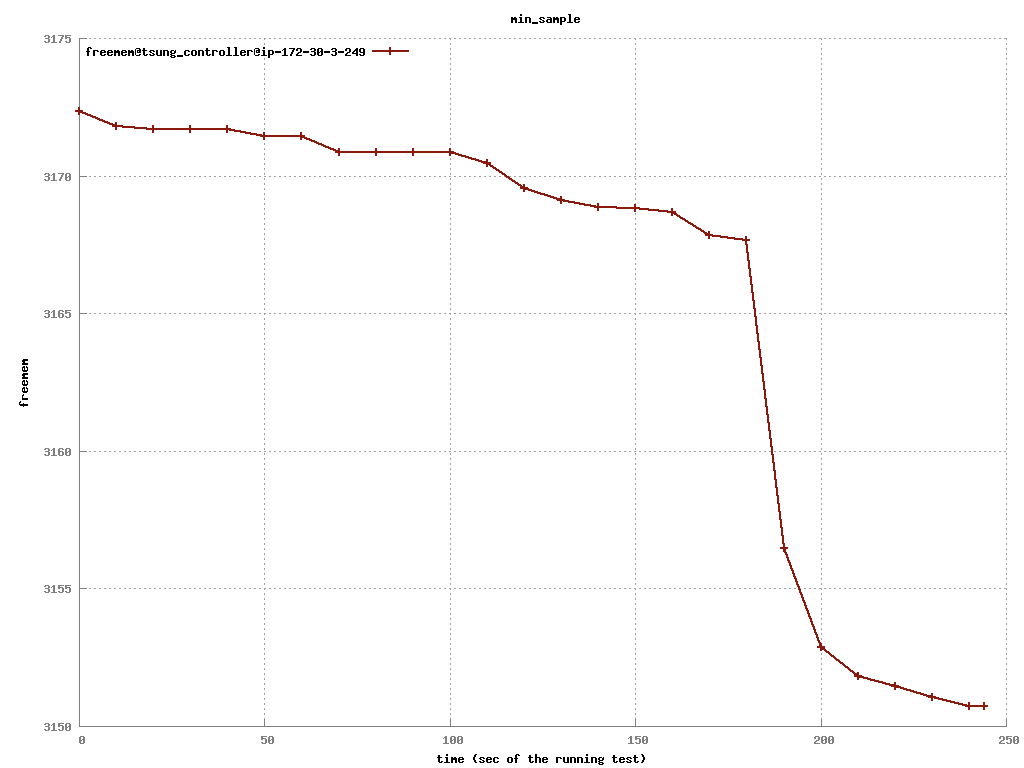 min_sample
3175
freemem@tsung_controller@ip-172-30-3-249
3170
3165
freemem
3160
3155
3150
0 50 100 150 200 250
time (sec of the running test)